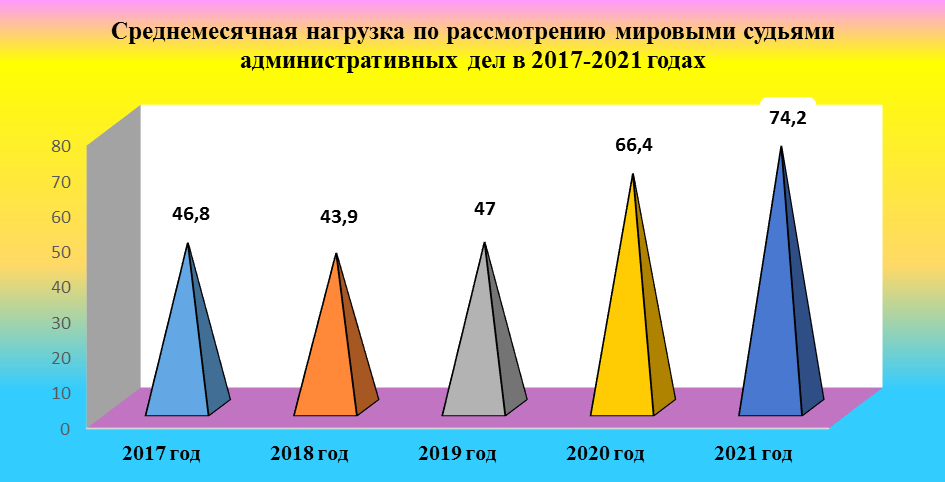 Среднемесячная нагрузка по рассмотрению мировыми судьями
административных дел в 2017-2021 годах
80
70
60
50
40
30
20
10
0
46,8
43,9
47
66,4
74,2
2017 год
2018 год
2019 год
2020 год
2021 год